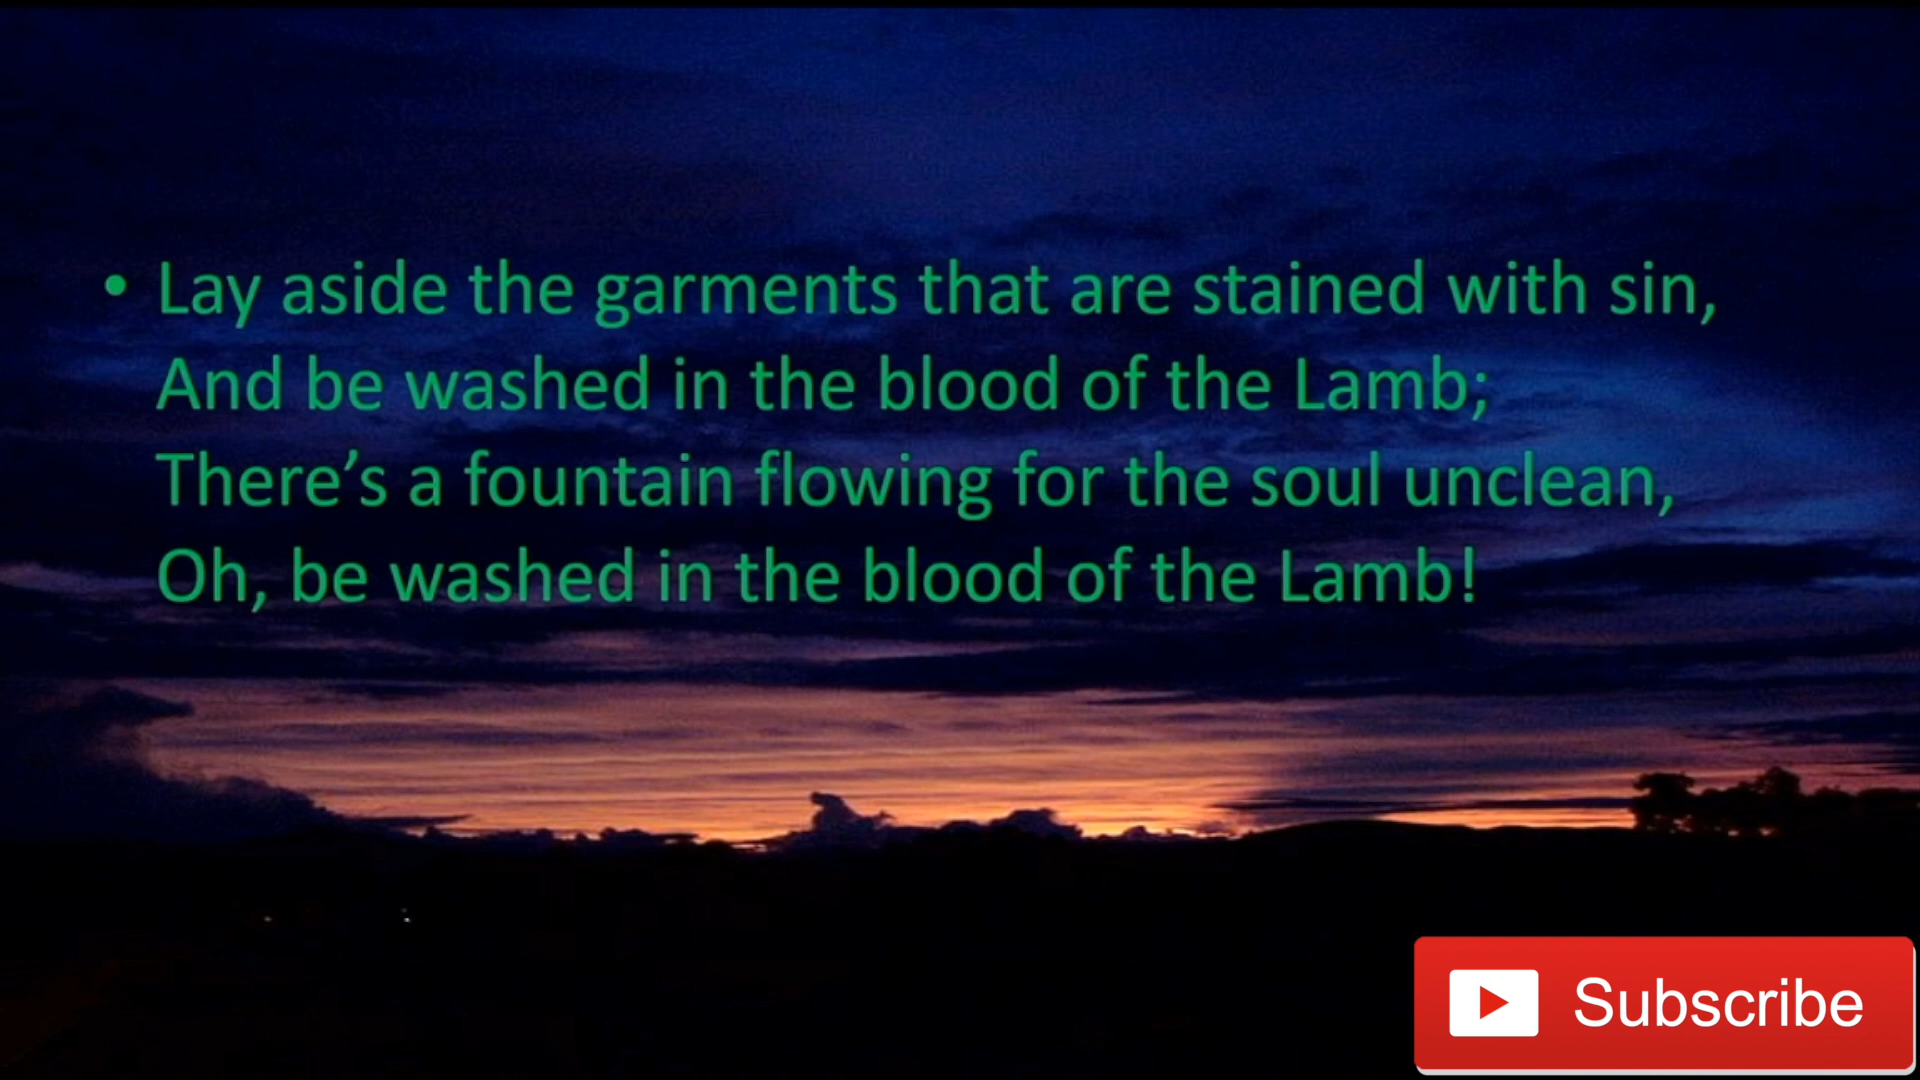 • Lay aside the garments that are stained with sin,
And be washed in the blood of the Lamb;
There’s a fountain flowing for the soul unclean,
Oh, be washed in the blood of the Lamb!
Subscribe